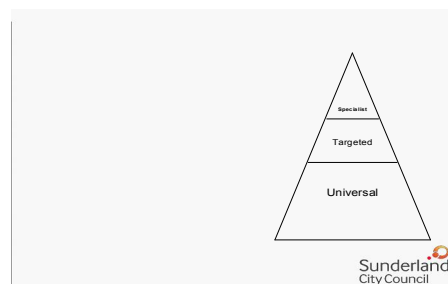 Specialist
Targeted
Universal
Sunderland
City Council